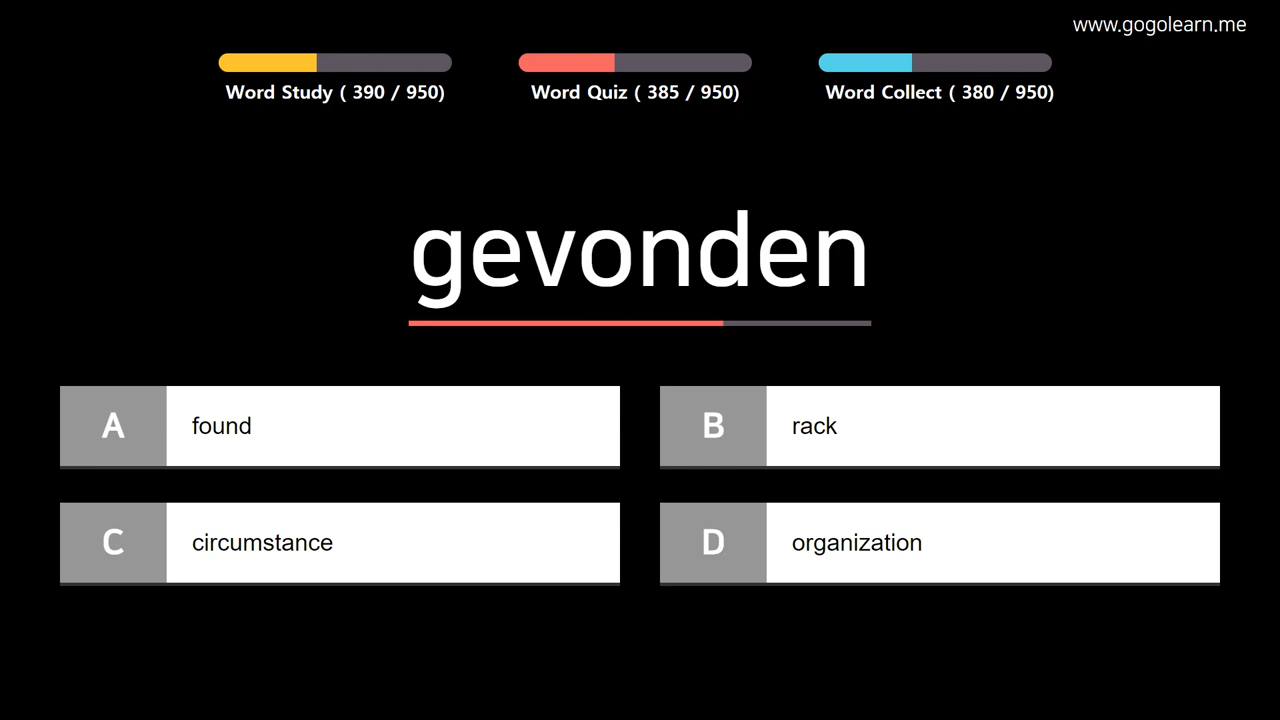 www.gogolearn.me
Word Study ( 390 / 950)
Word Quiz ( 385 / 950)
Word Collect ( 380 / 950)
gevonden
A found
B rack
C circumstance
D organization